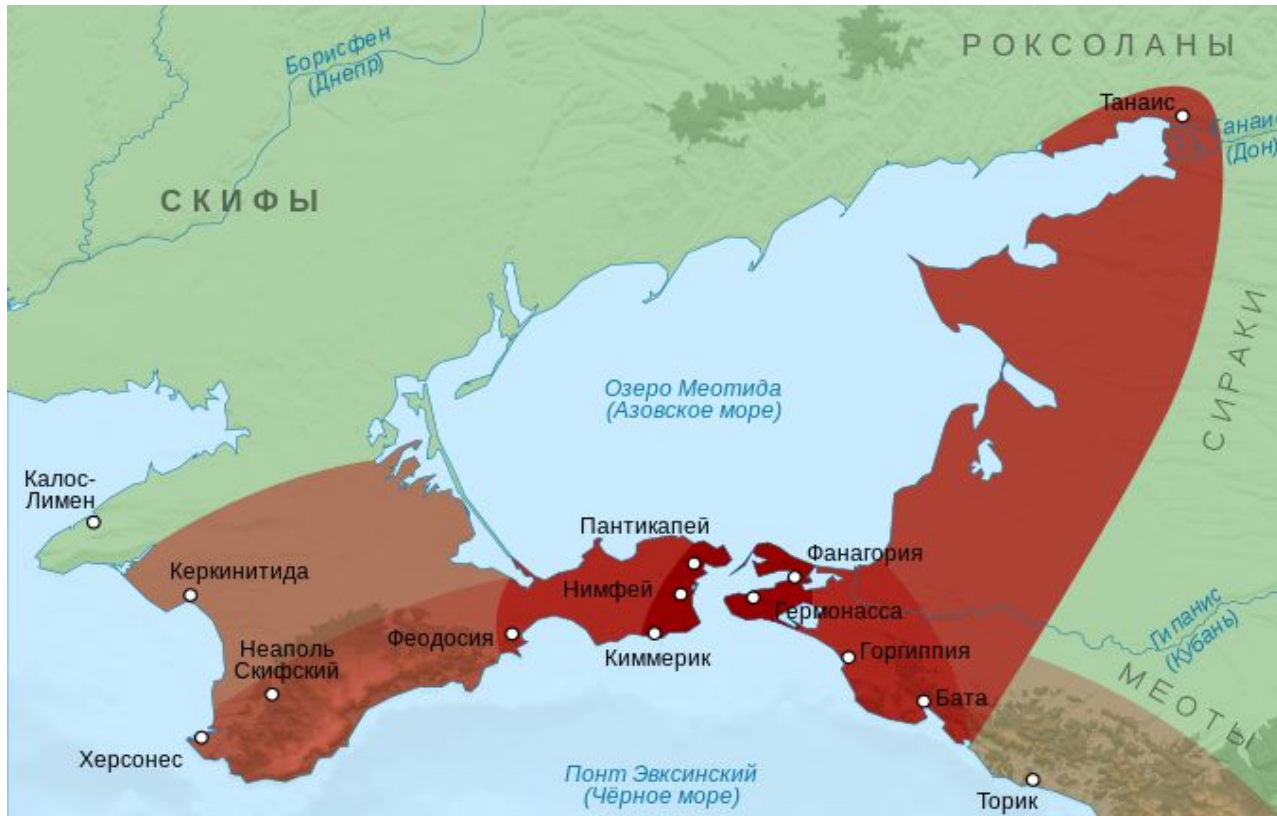 Борисфен
(Днепр)
РОКСОЛАНЫ
Танаис
Танаис
(Дон)
СКИФЫ
СИРАКИ
Озеро Меотида
(Азовское море)
Калос-
Лимен
Пантикапей
Фанагория
Керкинитида
Нимфей
Гермонасса
Гипанис
(Кубань)
Неаполь
Скифский
Феодосия
Киммерик
Горгиппия
МЕОТЫ
Бата
Херсонес
Понт Эвксинский
(Чёрное море)
Торик